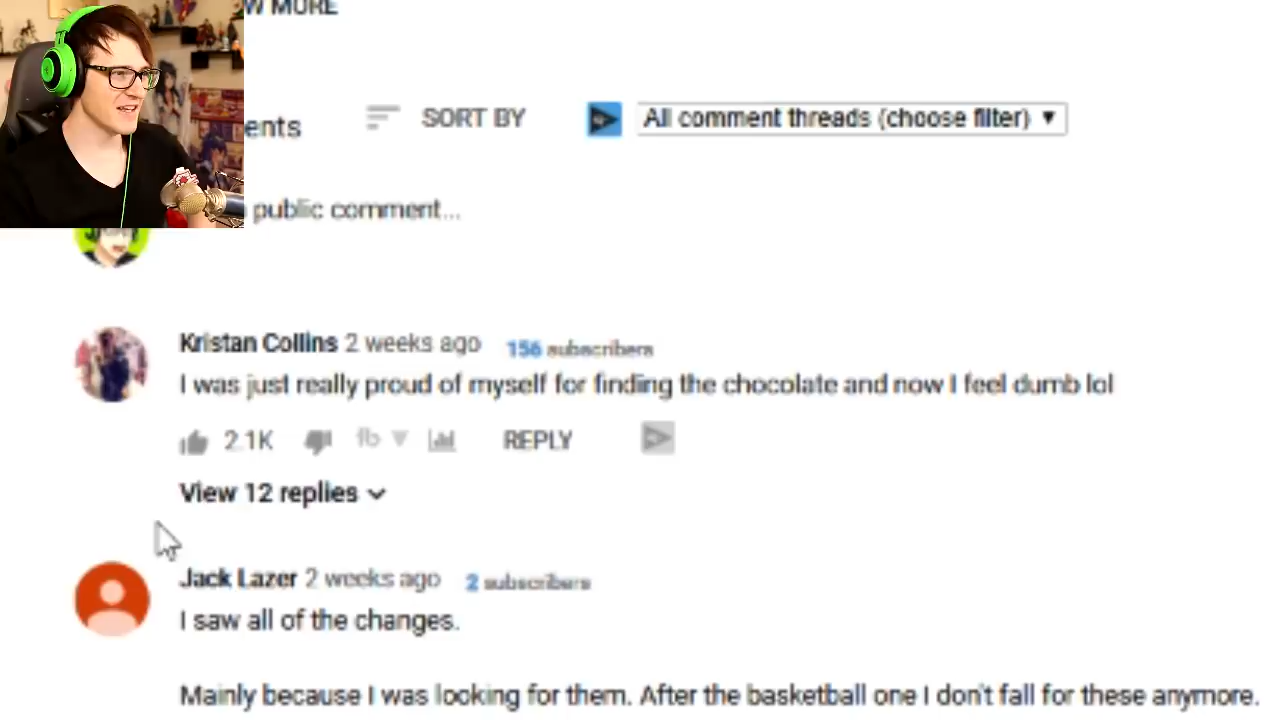 W MORE
ents SORT BY All comment threads (choose filter) ▼
public comment...
Kristan Collins 2 weeks ago 156 subscribers
I was just really proud of myself for finding the chocolate and now I feel dumb lol
2.1K fb ▼ REPLY
View 12 replies
Jack Lazer 2 weeks ago 2 subscribers
I saw all of the changes.
Mainly because I was looking for them. After the basketball one I don't fall for these anymore.